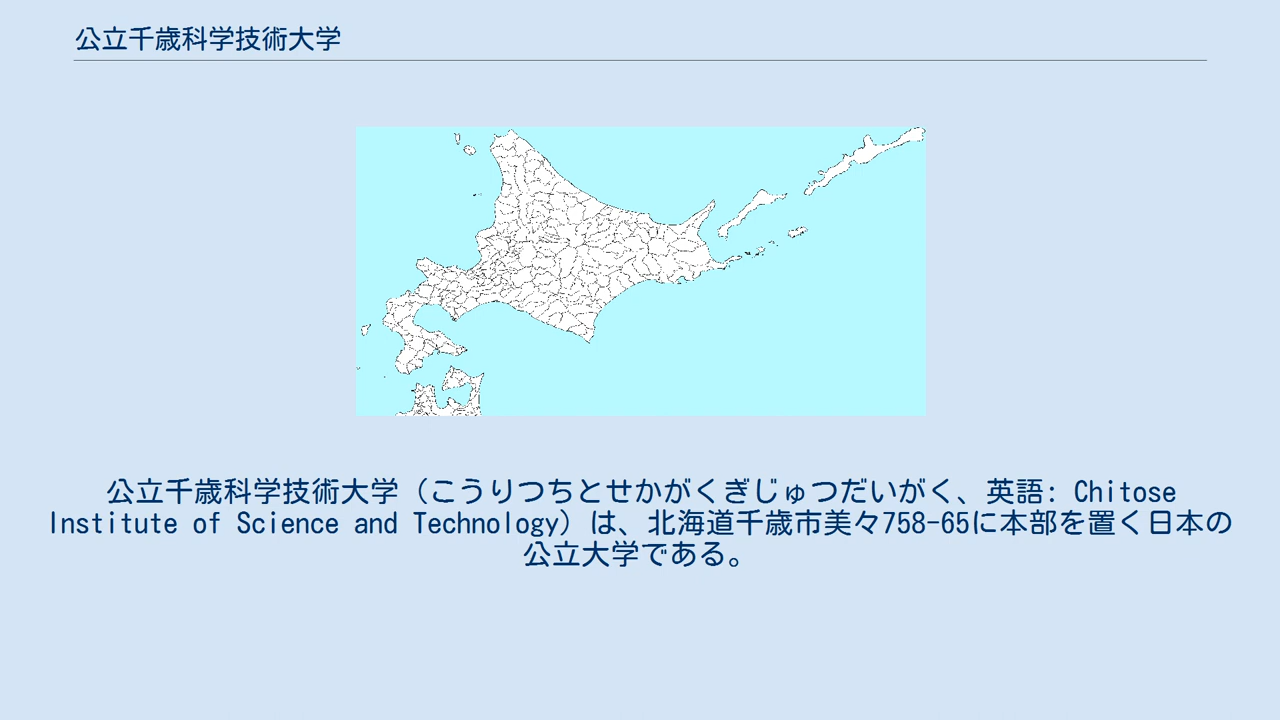 公立千歳科学技術大学
公立千歳科学技術大学（こうりつちとせかがくぎじゅつだいがく、英語: Chitose
Institute of Science and Technology）は、北海道千歳市美々758-65に本部を置く日本の
公立大学である。